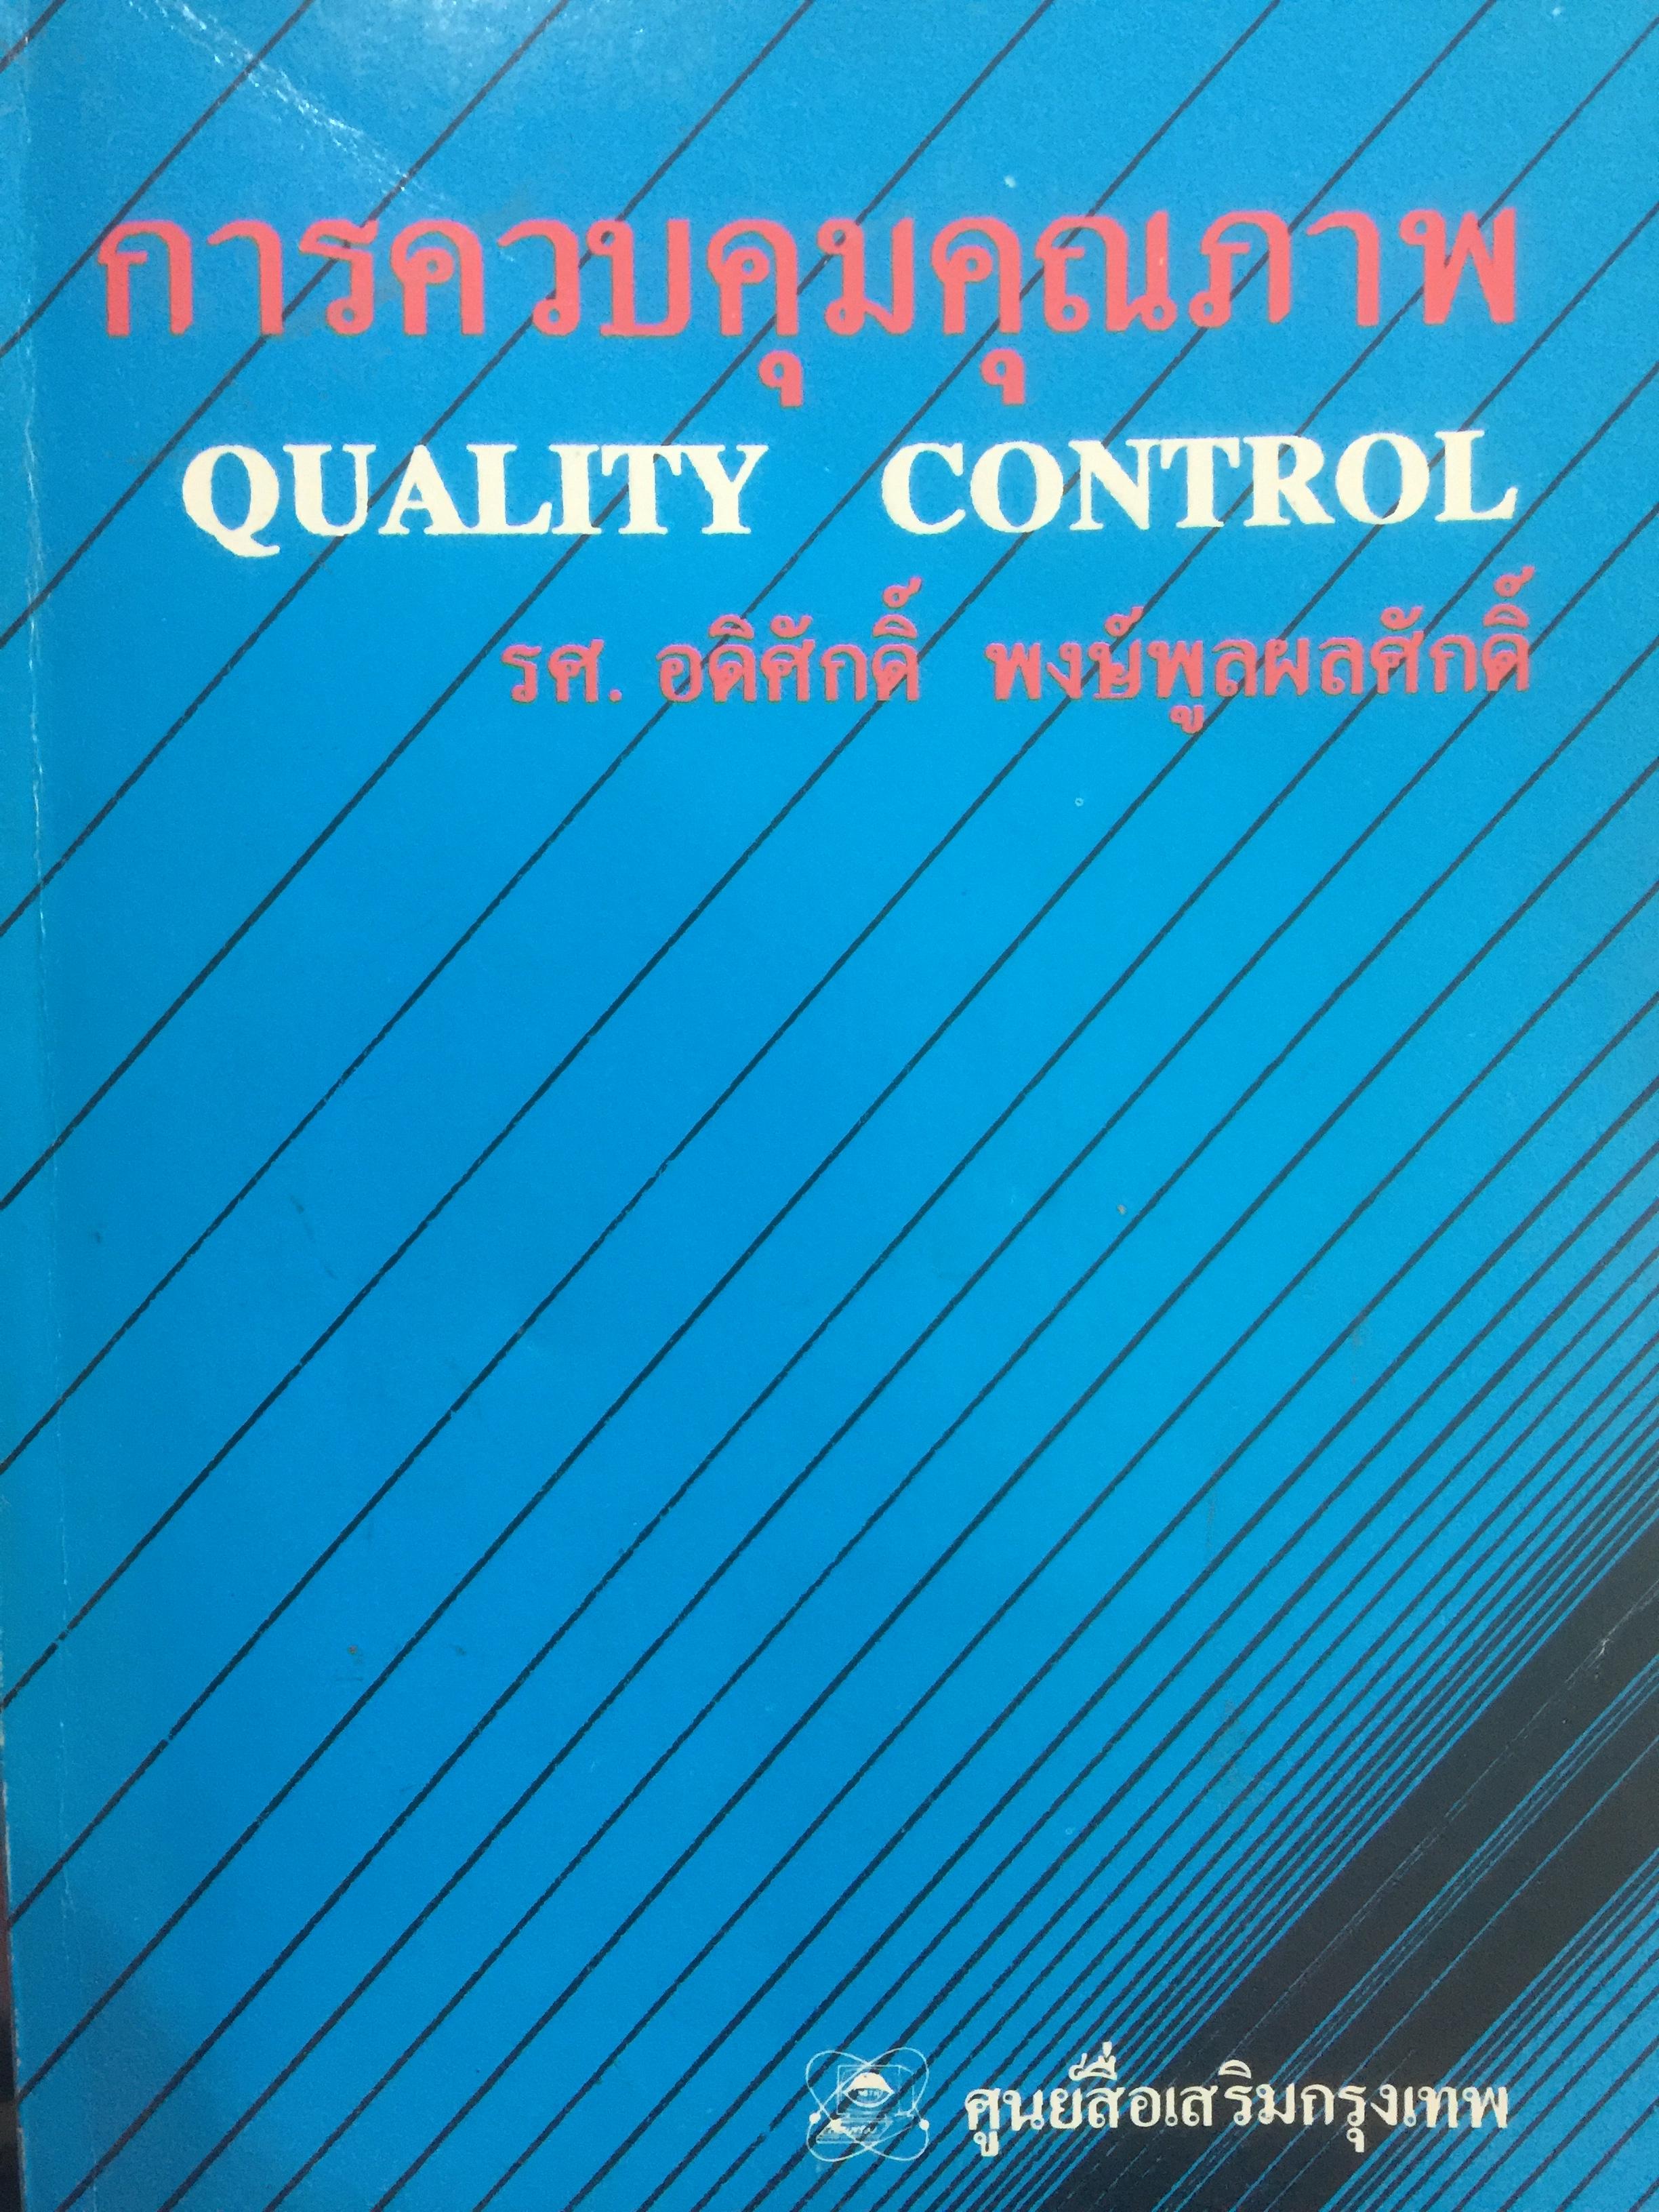 การควบคุมคุณภาพ
QUALITY CONTROL
รศ. อดิศักดิ์ พงษ์พูลผลศักดิ์
ศูนย์สื่อเสริมกรุงเทพ